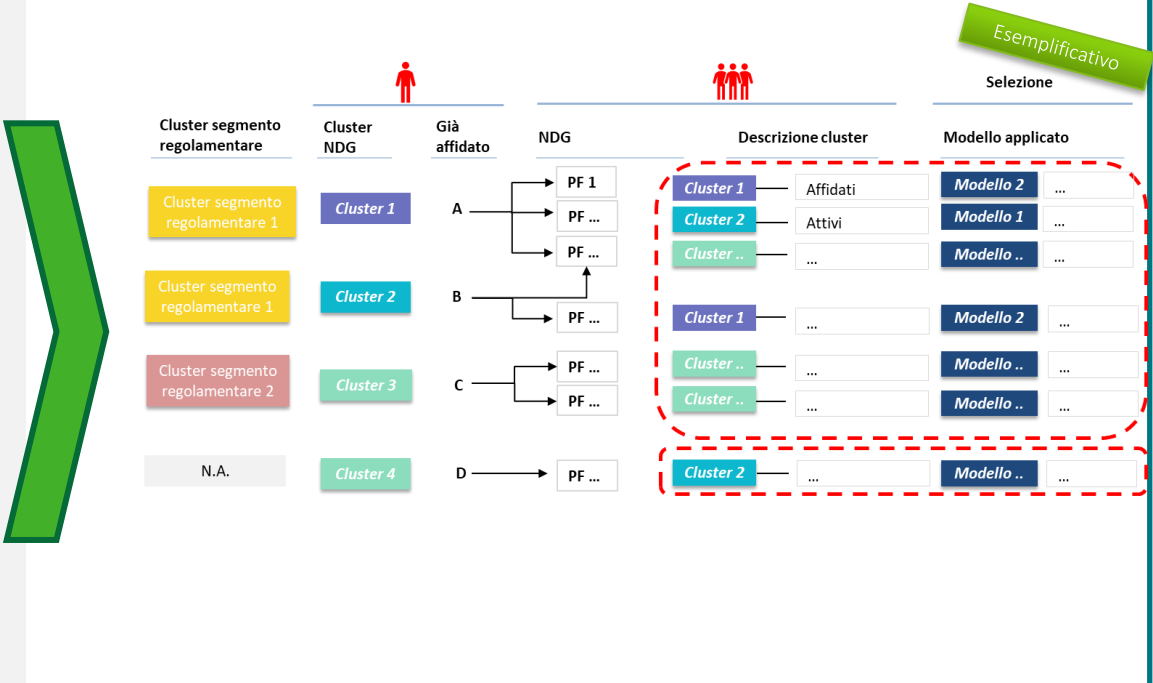 Esemplificativo
Selezione
Cluster segmento
regolamentare
Cluster
NDG
Già
affidato
NDG
Descrizione cluster
Modello applicato
Cluster segmento
regolamentare 1
Cluster 1
A
PF 1
PF ...
PF ...
Cluster 1
Affidati
Modello 2
...
Cluster 2
Attivi
Modello 1
...
Cluster ..
...
Modello ..
...
Cluster segmento
regolamentare 1
Cluster 2
B
PF ...
Cluster 1
...
Modello 2
...
Cluster segmento
regolamentare 2
Cluster 3
C
PF ...
PF ...
Cluster ..
...
Modello ..
...
Cluster ..
...
Modello ..
...
N.A.
Cluster 4
D
PF ...
Cluster 2
...
Modello ..
...